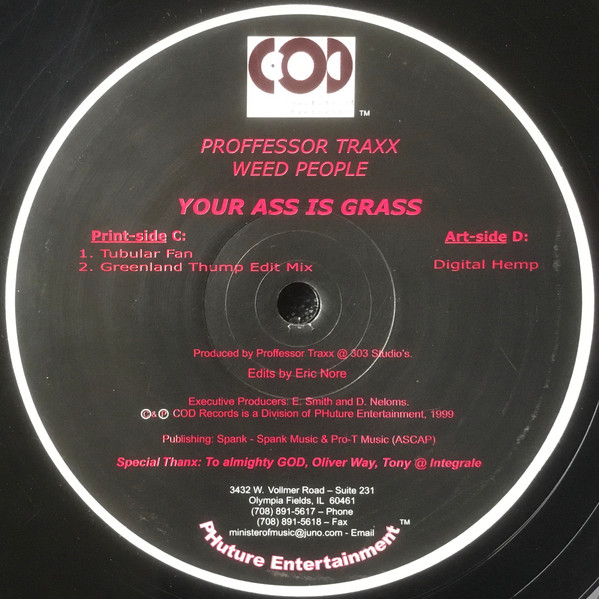 COD
TM
PROFFESSOR TRAXX
WEED PEOPLE
YOUR ASS IS GRASS
Print-side C:
1. Tubular Fan
2. Greenland Thump Edit Mix
Art-side D:
Digital Hemp
Produced by Proffessor Traxx @ 303 Studio's.
Edits by Eric Nore
Executive Producers: E. Smith and D. Neloms.
Ⓒ & Ⓟ COD Records is a Division of PHuture Entertainment, 1999
Publishing: Spank - Spank Music & Pro-T Music (ASCAP)
Special Thanx: To almighty GOD, Oliver Way, Tony @ Integrale
3432 W. Vollmer Road – Suite 231
Olympia Fields, IL 60461
(708) 891-5617 – Phone
(708) 891-5618 – Fax
ministerofmusic@juno.com - Email
PHuture Entertainment TM